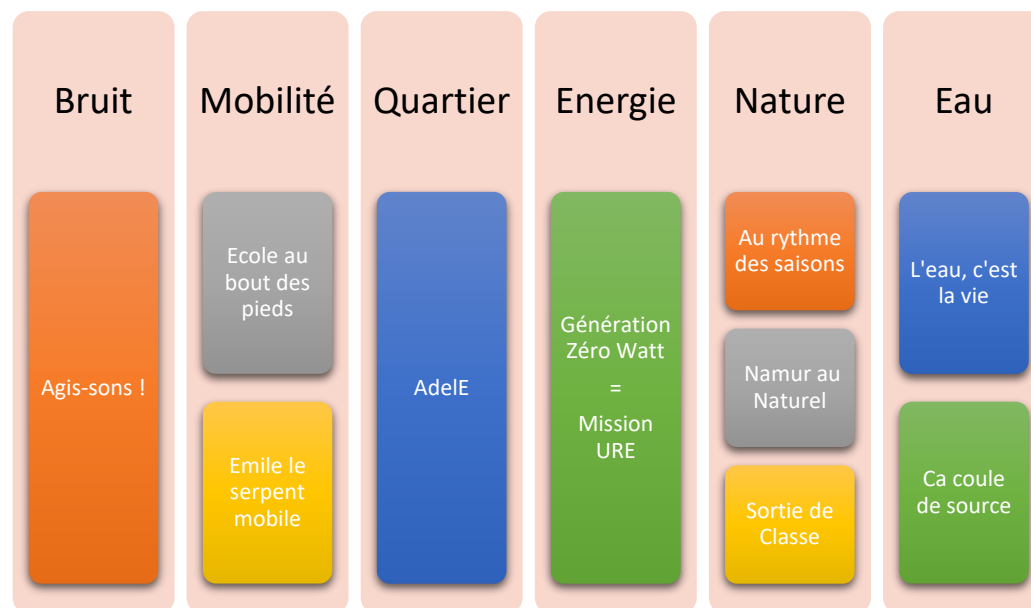 Bruit
Agis-sons !
Mobilité
Ecole au
bout des
pieds
Emile le
serpent
mobile
Quartier
AdelE
Energie
Génération
Zéro Watt
=
Mission
URE
Nature
Au rythme
des saisons
Namur au
Naturel
Sortie de
Classe
Eau
L'eau, c'est
la vie
Ca coule
de source